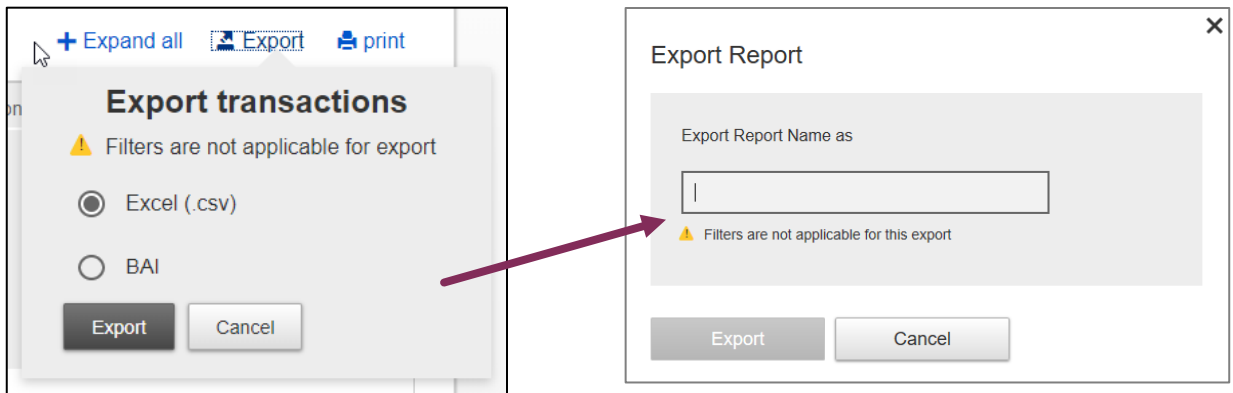 + Expand all Export print
on
Export transactions
Filters are not applicable for export
Excel (.csv)
BAI
Export Cancel
Export Report
Export Report Name as
Filters are not applicable for this export
Export Cancel